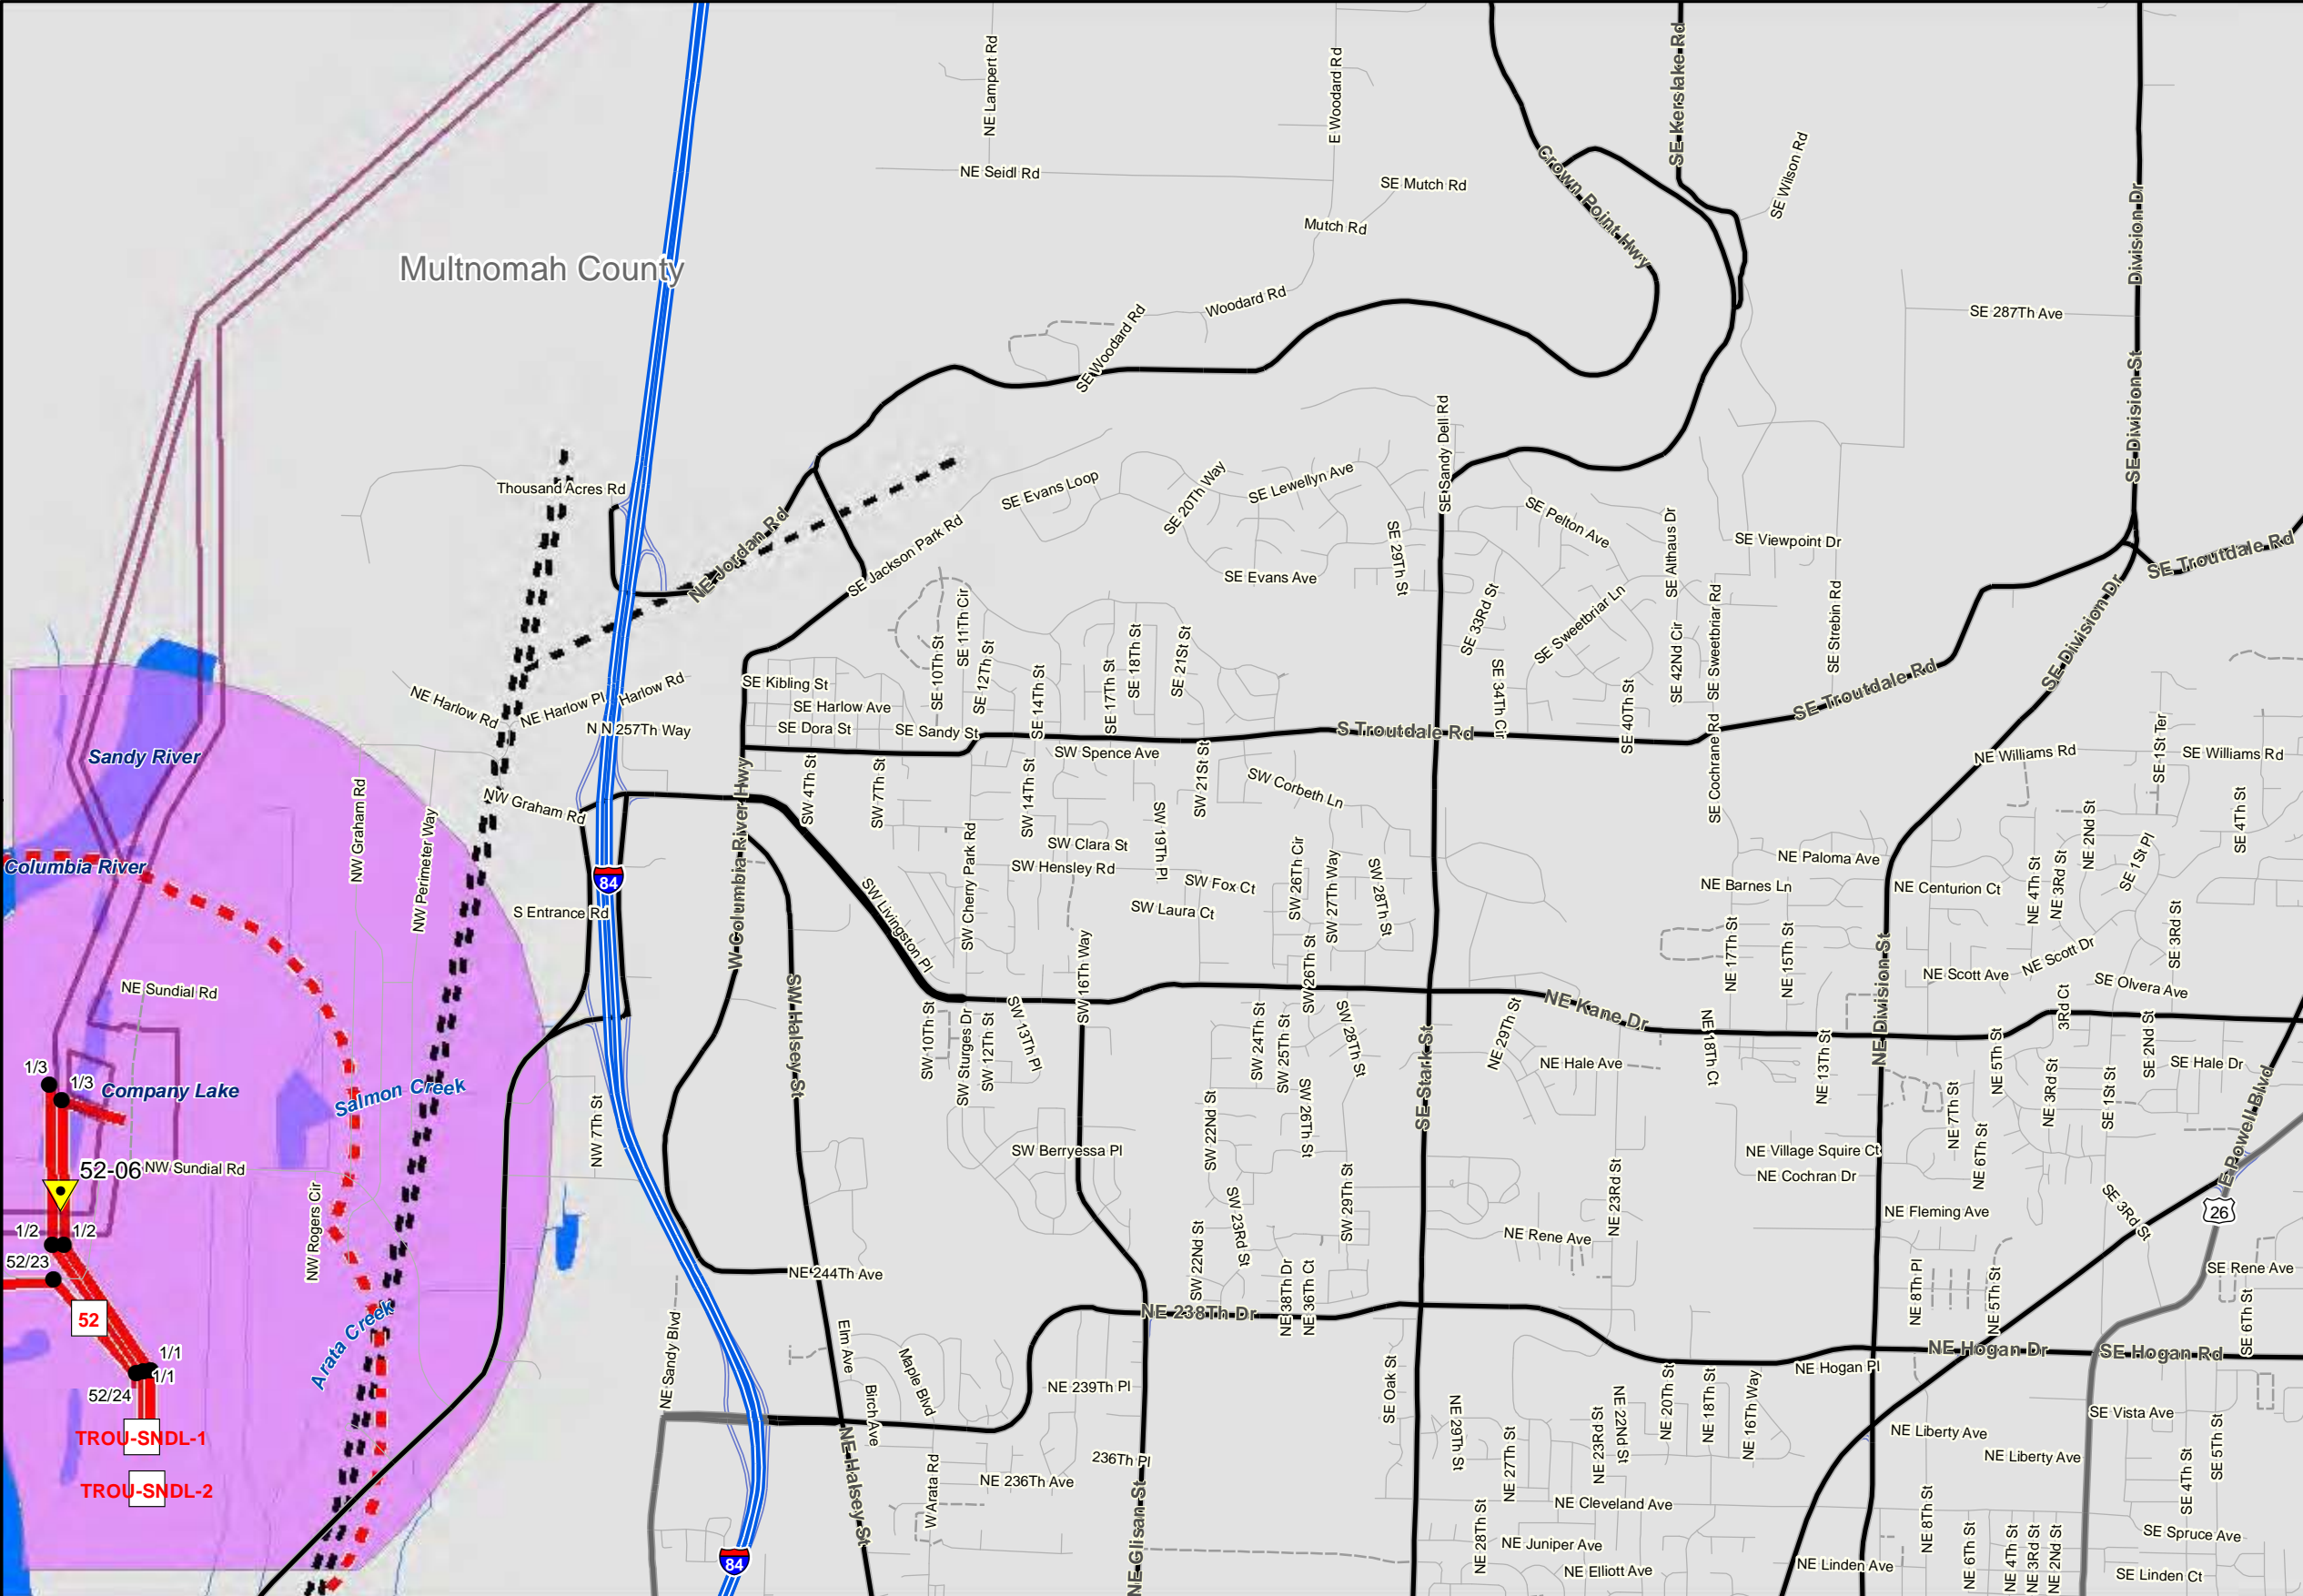 NE Lampert Rd
E Woodard Rd
SE Kerslake Rd
SE Wilson Rd
Crown Point Hwy
NE Seidl Rd
SE Mutch Rd
Mutch Rd
Division Dr
Multnomah County
Woodard Rd
SE Woodard Rd
SE 287Th Ave
SE Division St
SE Sandy Dell Rd
Thousand Acres Rd
NE Jordan Rd
SE Jackson Park Rd
SE Evans Loop
SE 20Th Way
SE Lewellyn Ave
SE Evans Ave
SE 29Th St
SE Pelton Ave
SE Althaus Dr
SE Viewpoint Dr
SE Troutdale Rd
SE Division Dr
SE 33Rd St
SE Sweetbriar Ln
SE Sweetbriar Rd
SE Strebin Rd
SE 42Nd Cir
SE 34Th Cir
SE 40Th St
SE Troutdale Rd
SE 11Th Cir
SE 10Th St
SE 12Th St
SE 14Th St
SE 17Th St
SE 18Th St
SE 21St St
SE Kibling St
SE Harlow Ave
SE Dora St
SE Sandy St
NE Harlow Rd
NE Harlow Pl
Harlow Rd
N N 257Th Way
S Troutdale Rd
SW Spence Ave
SE Cochrane Rd
NE Williams Rd
SE 1St Ter
SE Williams Rd
SE 4Th St
Sandy River
Columbia River
NW Graham Rd
NW Graham Rd
NW Perimeter Way
84
S Entrance Rd
W Columbia River Hwy
SW 4Th St
SW 7Th St
SW Livingston Pl
SW Cherry Park Rd
SW 14Th St
SW Clara St
SW Hensley Rd
SW 19Th Pl
SW 21St St
SW Corbeth Ln
SW Fox Ct
SW Laura Ct
SW 26Th Cir
SW 27Th Way
SW 28Th St
NE Paloma Ave
NE Barnes Ln
NE Centurion Ct
NE 4Th St
NE 3Rd St
NE 2Nd St
SE 1St Pl
SE 3Rd St
NE 17Th St
NE 15Th St
NE Division St
NE Scott Ave
NE Scott Dr
SE Olvera Ave
3Rd Ct
NE Kane Dr
NE Sundial Rd
SW Halsey St
SW 16Th Way
SW 10Th St
SW Sturges Dr
SW 12Th St
SW 13Th Pl
SW 24Th St
SW 25Th St
SW 26Th St
SW 28Th St
SW 26Th St
SW 22Nd St
SE Stark St
NE 29Th St
NE Hale Ave
NE 18Th Ct
NE 13Th St
NE 5Th St
NE 3Rd St
SE 1St St
SE 2Nd St
SE Hale Dr
E Powell Blvd
1/3
1/3
Company Lake
Salmon Creek
NW 7Th St
SW Berryessa Pl
NE Village Squire Ct
NE Cochran Dr
NE 7Th St
NE 6Th St
52-06
NW Sundial Rd
NW Rogers Cir
1/2
1/2
52/23
52
SW 22Nd St
SW 23Rd St
SW 29Th St
NE 23Rd St
NE Rene Ave
NE Fleming Ave
SE 3Rd St
26
SE Rene Ave
NE 244Th Ave
NE 38Th Dr
NE 36Th Ct
NE 238Th Dr
NE 8Th Pl
NE 5Th St
SE 6Th St
NE Hogan Dr
SE Hogan Rd
NE Hogan Pl
Arata Creek
1/1
1/1
52/24
NE Sandy Blvd
Elm Ave
Birch Ave
Maple Blvd
NE 239Th Pl
SE Oak St
NE 29Th St
NE 27Th St
NE 23Rd St
NE 22Nd St
NE 20Th St
NE 18Th St
NE 16Th Way
SE Vista Ave
NE Liberty Ave
NE Liberty Ave
SE 5Th St
SE 4Th St
TROU-SNDL-1
TROU-SNDL-2
NE Halsey St
W Arata Rd
NE 236Th Ave
236Th Pl
NE Glisan St
NE 28Th St
NE Cleveland Ave
NE Juniper Ave
NE Elliott Ave
NE Linden Ave
NE 8Th St
NE 6Th St
NE 4Th St
NE 3Rd St
NE 2Nd St
SE Spruce Ave
SE Linden Ct
84